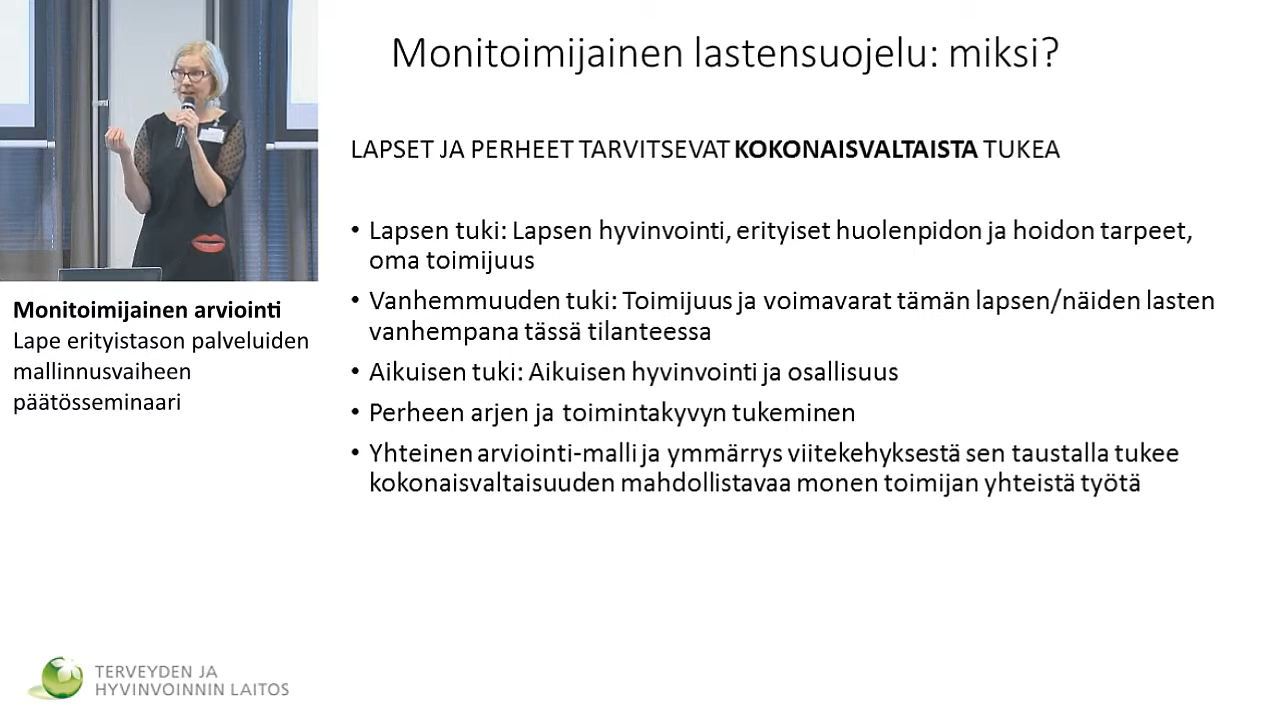 Monitoimijainen lastensuojelu: miksi?
LAPSET JA PERHEET TARVITSEVAT KOKONAISVALTAISTA TUKEA
• Lapsen tuki: Lapsen hyvinvointi, erityiset huolenpidon ja hoidon tarpeet,
oma toimijuus
• Vanhemmuuden tuki: Toimijuus ja voimavarat tämän lapsen/näiden lasten
vanhempana tässä tilanteessa
• Aikuisen tuki: Aikuisen hyvinvointi ja osallisuus
• Perheen arjen ja toimintakyvyn tukeminen
• Yhteinen arviointi-malli ja ymmärrys viitekehyksestä sen taustalla tukee
kokonaisvaltaisuuden mahdollistavaa monen toimijan yhteistä työtä
Monitoimijainen arviointi
Lape erityistason palveluiden
mallinnusvaiheen
päätösseminaari
TERVEYDEN JA
HYVINVOINNIN LAITOS